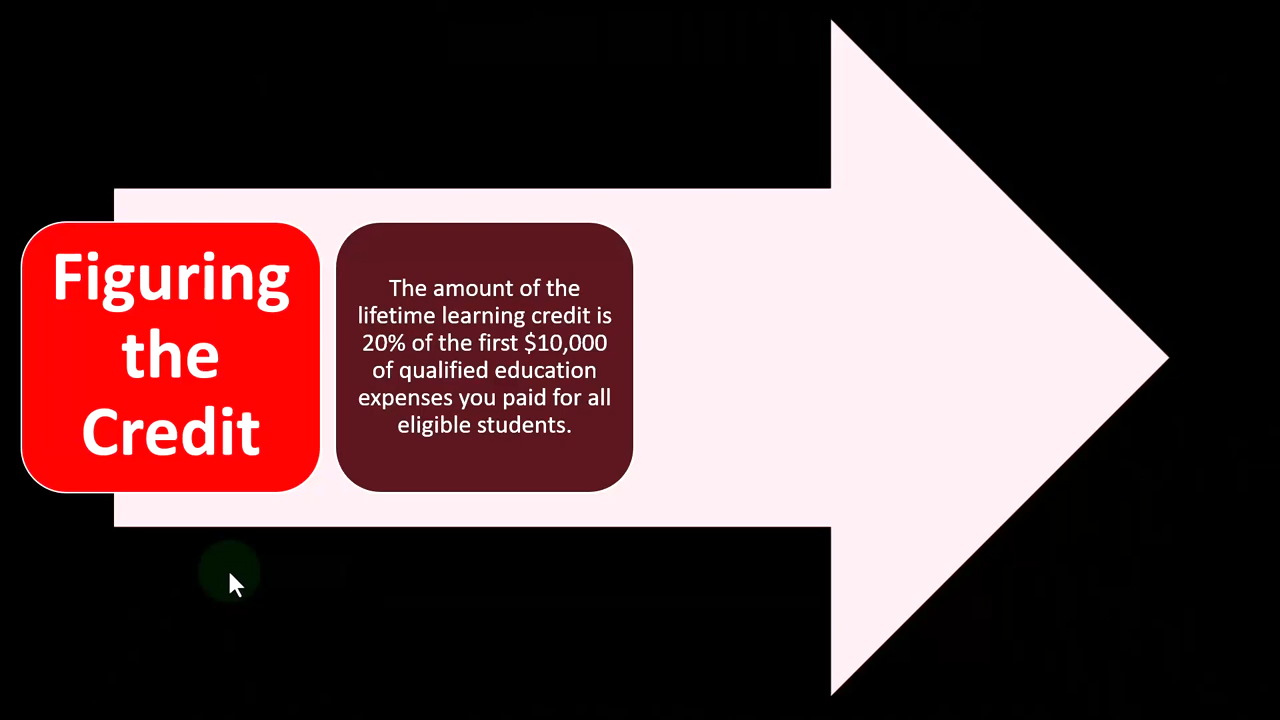 Figuring
the
Credit
The amount of the
lifetime learning credit is
20% of the first $10,000
of qualified education
expenses you paid for all
eligible students.